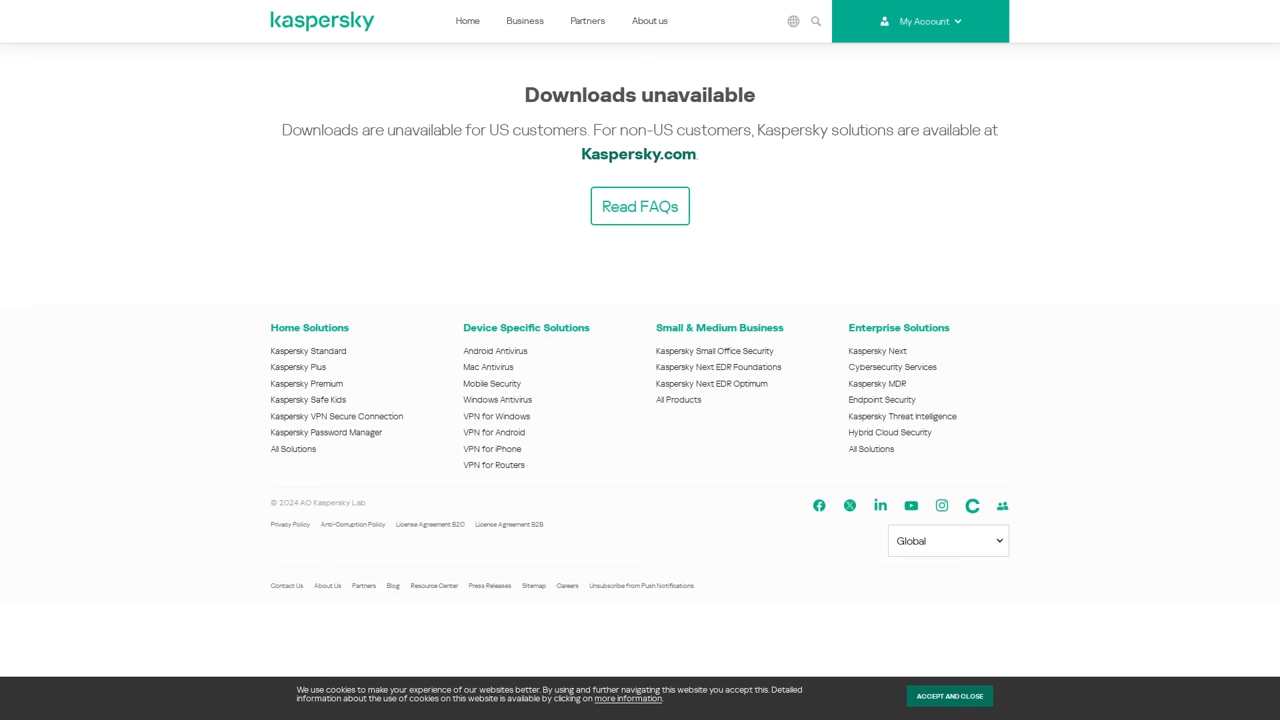 kaspersky
Home Business Partners About us My Account
Downloads unavailable
Downloads are unavailable for US customers. For non-US customers, Kaspersky solutions are available at
Kaspersky.com.
Read FAQs
Home Solutions
Kaspersky Standard
Kaspersky Plus
Kaspersky Premium
Kaspersky Safe Kids
Kaspersky VPN Secure Connection
Kaspersky Password Manager
All Solutions
Device Specific Solutions
Android Antivirus
Mac Antivirus
Mobile Security
Windows Antivirus
VPN for Windows
VPN for Android
VPN for iPhone
VPN for Routers
Small & Medium Business
Kaspersky Small Office Security
Kaspersky Next EDR Foundations
Kaspersky Next EDR Optimum
All Products
Enterprise Solutions
Kaspersky Next
Cybersecurity Services
Kaspersky MDR
Endpoint Security
Kaspersky Threat Intelligence
Hybrid Cloud Security
All Solutions
© 2024 AO Kaspersky Lab
Privacy Policy Anti-Corruption Policy License Agreement B2C License Agreement B2B
Global
Contact Us About Us Partners Blog Resource Center Press Releases Sitemap Careers Unsubscribe from Push Notifications
We use cookies to make your experience of our websites better. By using and further navigating this website you accept this. Detailed
information about the use of cookies on this website is available by clicking on more information.
ACCEPT AND CLOSE